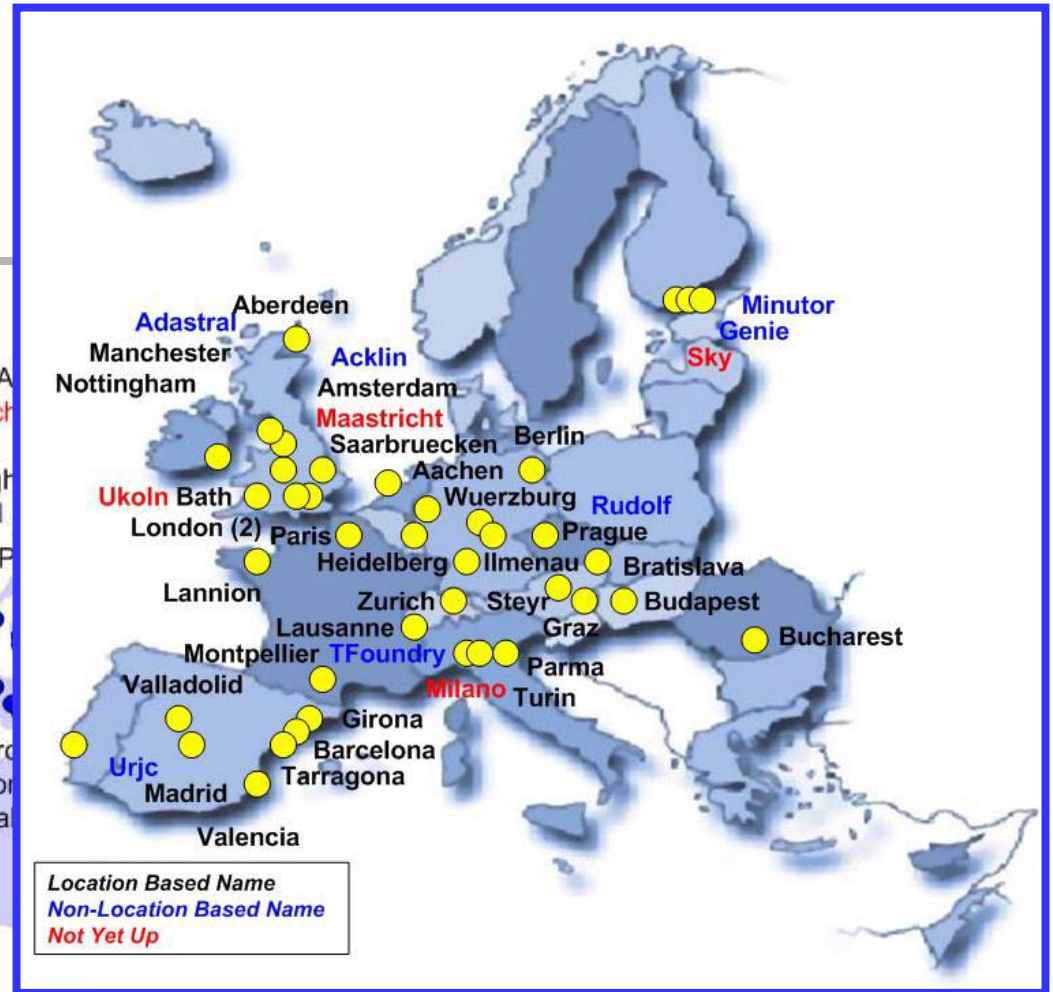 Aberdeen
Adastral
Minutor
Genie
Manchester
Acklin
Sky
Nottingham
Amsterdam
Maastricht
Saarbruecken
Berlin
Aachen
Ukoln Bath
Wuerzburg
Rudolf
London (2)
Paris
Prague
Heidelberg
Ilmenau
Bratislava
Lannion
Zurich
Steyr
Budapest
Lausanne
Graz
Bucharest
Montpellier
TFoundry
Parma
Valladolid
Milano
Turin
Girona
Barcelona
Urjc
Tarragona
Madrid
Valencia
Location Based Name
Non-Location Based Name
Not Yet Up